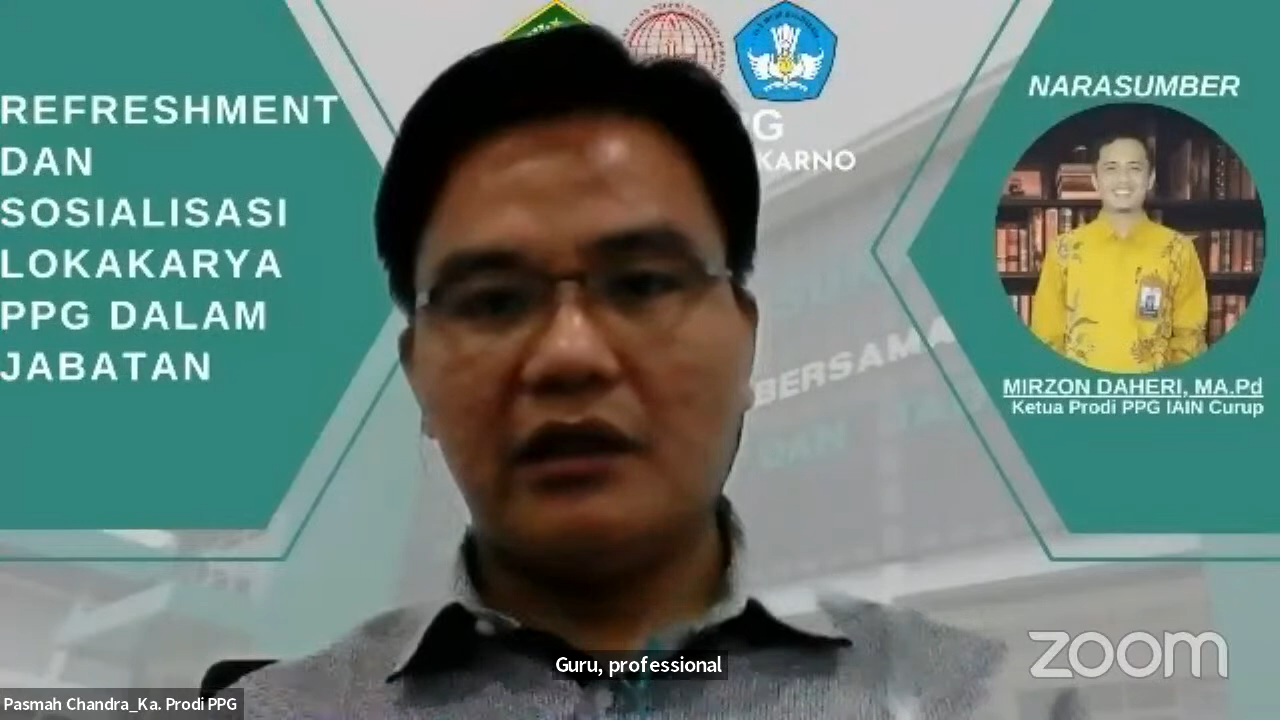 REFRESHMENT
DAN
SOSIALISASI
LOKAKARYA
PPG DALAM
JABATAN
G
KARNO
BERSAMA
DAN
NARASUMBER
MIRZON DAHERI, MA.Pd
Ketua Prodi PPG IAIN Curup
Guru, professional
zoom
Pasmah Chandra_Ka. Prodi PPG